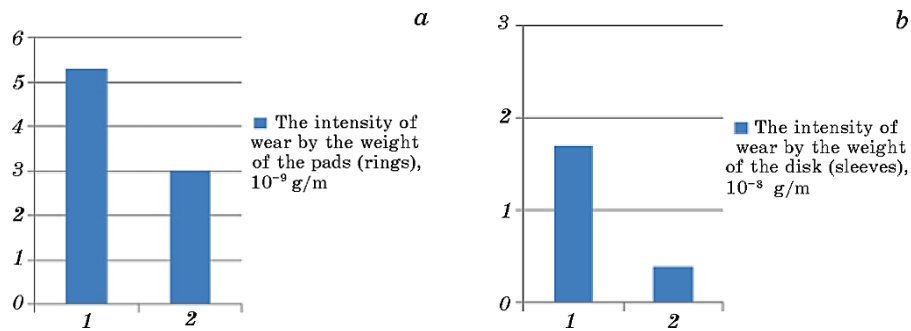 a
6
5
4
3
2
1
0
1 2
The intensity of
wear by the weight
of the pads (rings),
10⁻⁹ g/m
b
3
2
1
0
1 2
The intensity of
wear by the weight
of the disk (sleeves),
10⁻⁸ g/m